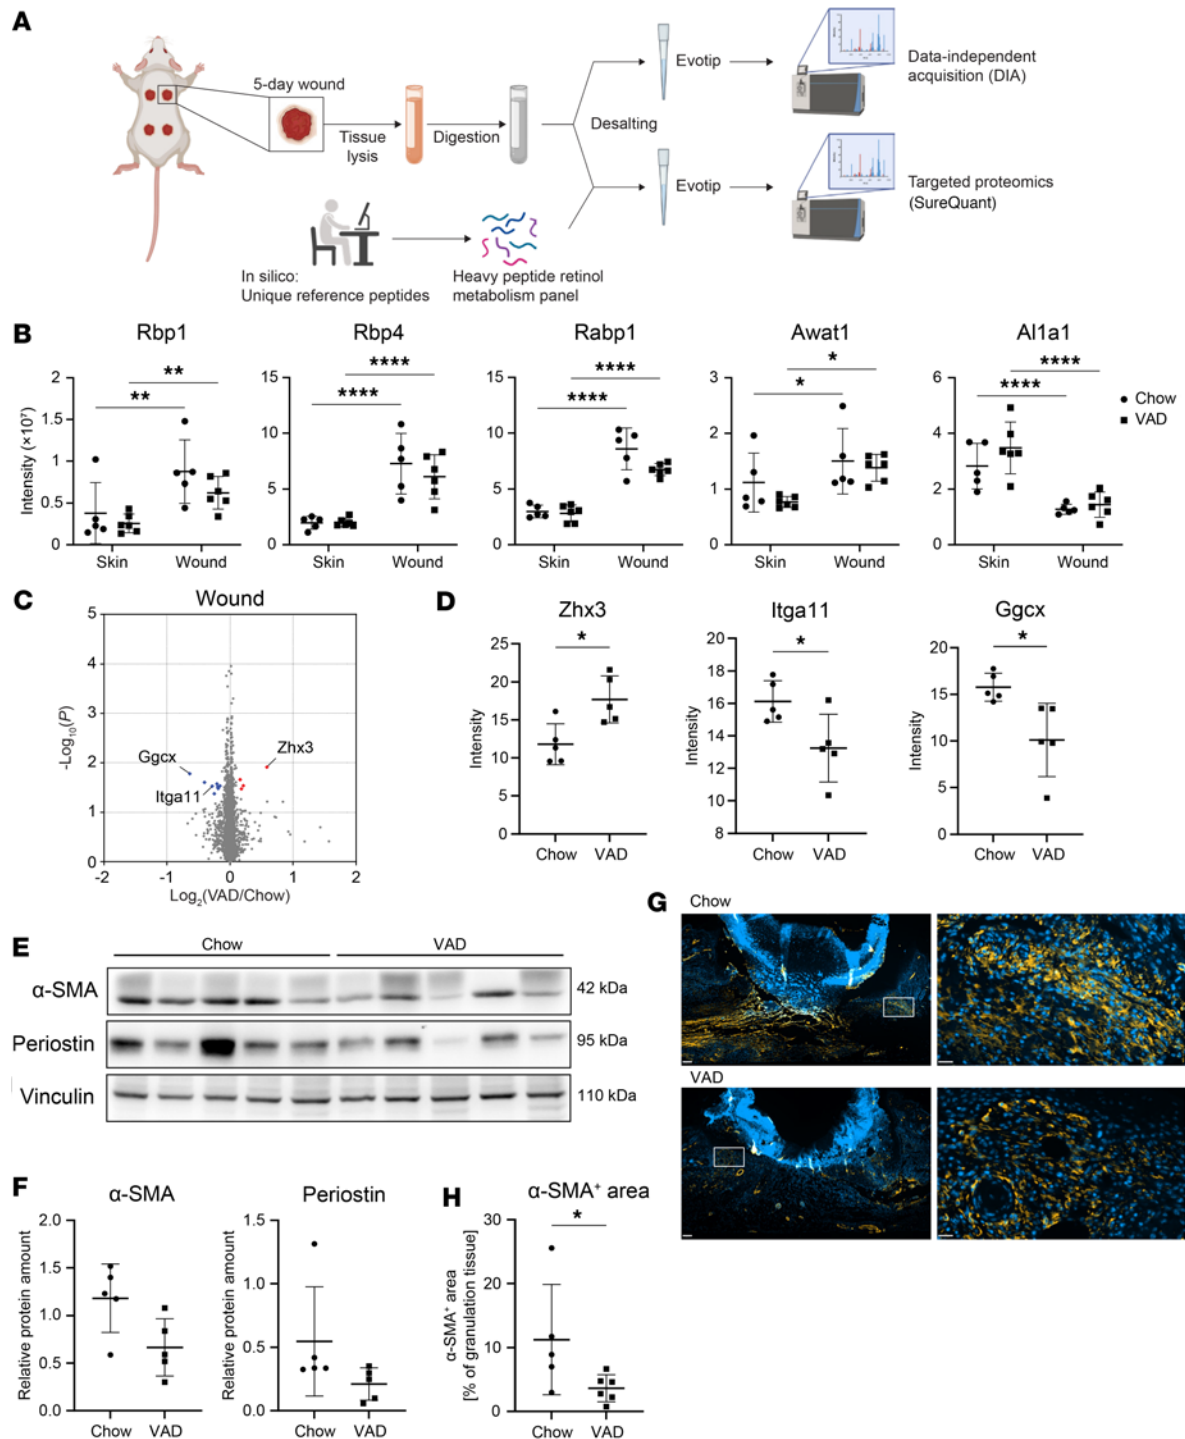 A
5-day wound
Tissue
lysis
Digestion
Desalting
Evotip
Data-independent
acquisition (DIA)
Evotip
Targeted proteomics
(SureQuant)
In silico:
Unique reference peptides
Heavy peptide retinol
metabolism panel
B
Rbp1
Rbp4
Rabp1
Awat1
Al1a1
Intensity (×10⁷)
2
1.5
1
0.5
0
**
**
Skin
Wound
15
10
5
0
****
****
Skin
Wound
15
10
5
0
****
****
Skin
Wound
3
2
1
0
*
*
Skin
Wound
6
4
2
0
****
****
Skin
Wound
Chow
VAD
C
Wound
-Log₁₀(P)
5
4
3
2
1
0
Ggcx
Itga11
Zhx3
-2
-1
0
1
2
Log₂(VAD/Chow)
D
Zhx3
Intensity
25
20
15
10
5
0
*
Chow
VAD
Itga11
Intensity
20
18
16
14
12
10
8
*
Chow
VAD
Ggcx
Intensity
20
15
10
5
0
*
Chow
VAD
E
Chow
VAD
α-SMA
42 kDa
Periostin
95 kDa
Vinculin
110 kDa
F
α-SMA
Relative protein amount
2.0
1.5
1.0
0.5
0.0
Chow
VAD
Periostin
Relative protein amount
1.5
1.0
0.5
0.0
Chow
VAD
G
Chow
VAD
H
α-SMA⁺ area
α-SMA⁺ area
[% of granulation tissue]
30
20
10
0
*
Chow
VAD